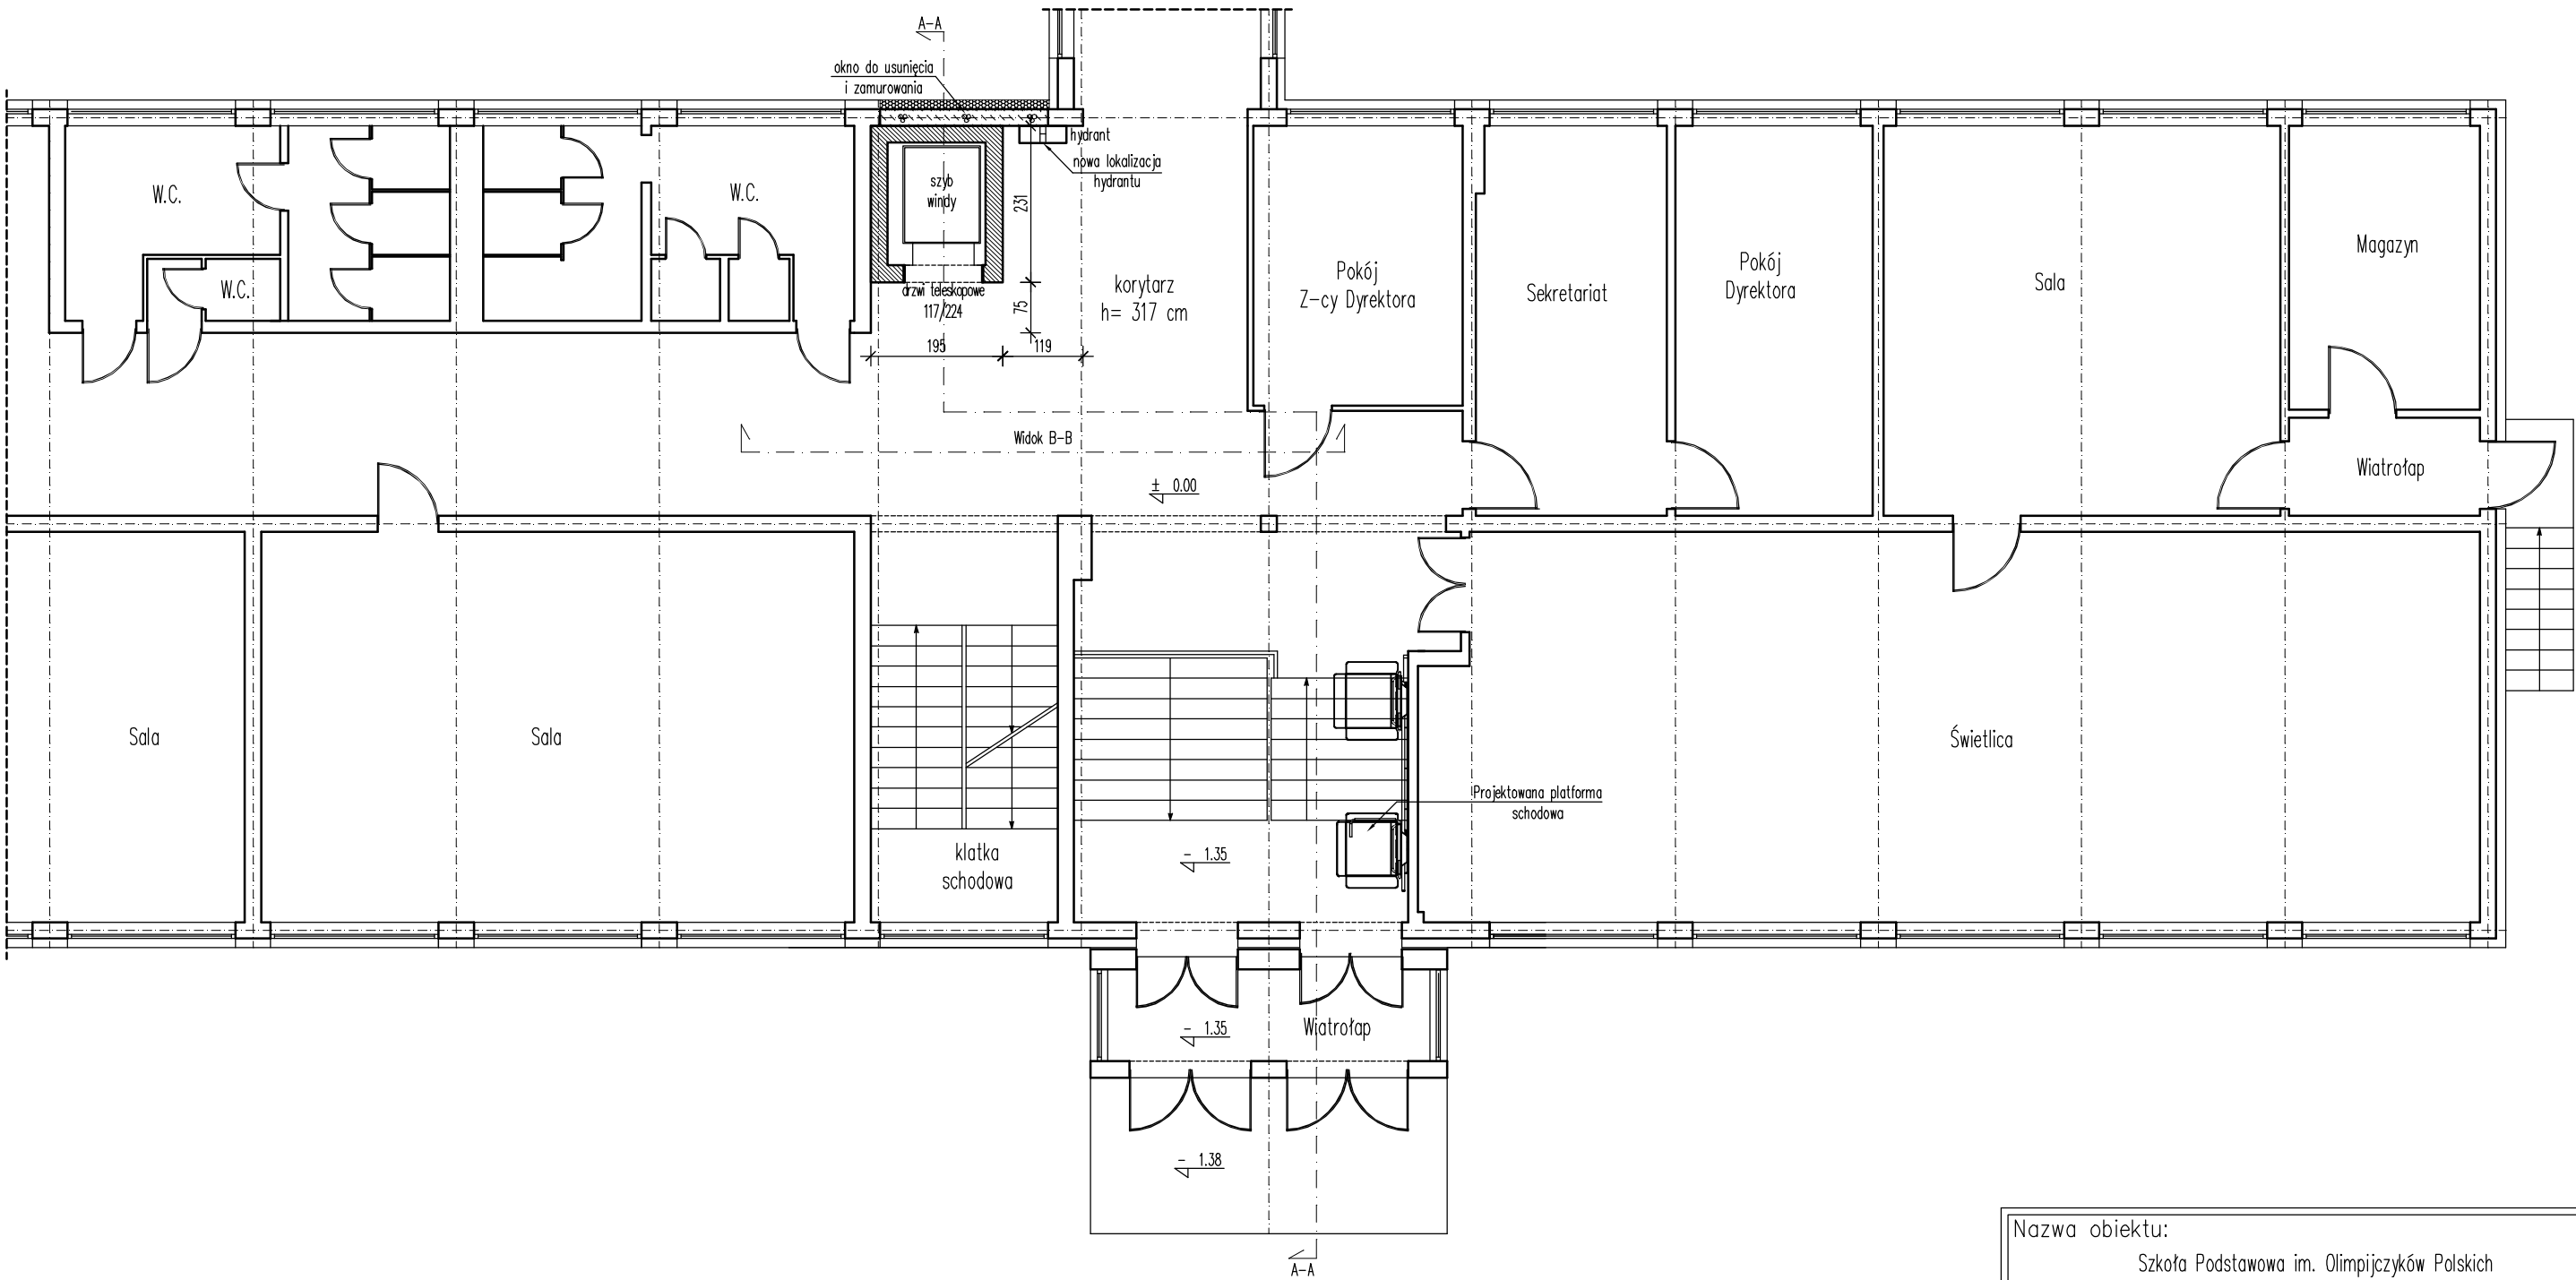 A-A
okno do usunięcia
i zamurowania
hydrant
nowa lokalizacja
hydrantu
W.C.
W.C.
W.C.
szyb
windy
231
drzwi teleskopowe
117/224
75
195
119
korytarz
h= 317 cm
Pokój
Z-cy Dyrektora
Sekretariat
Pokój
Dyrektora
Sala
Magazyn
Wiatrołap
Widok B-B
± 0.00
Sala
Sala
Świetlica
Projektowana platforma
schodowa
klatka
schodowa
- 1.35
- 1.35
Wiatrołap
- 1.38
A-A
Nazwa obiektu:
Szkoła Podstawowa im. Olimpijczyków Polskich